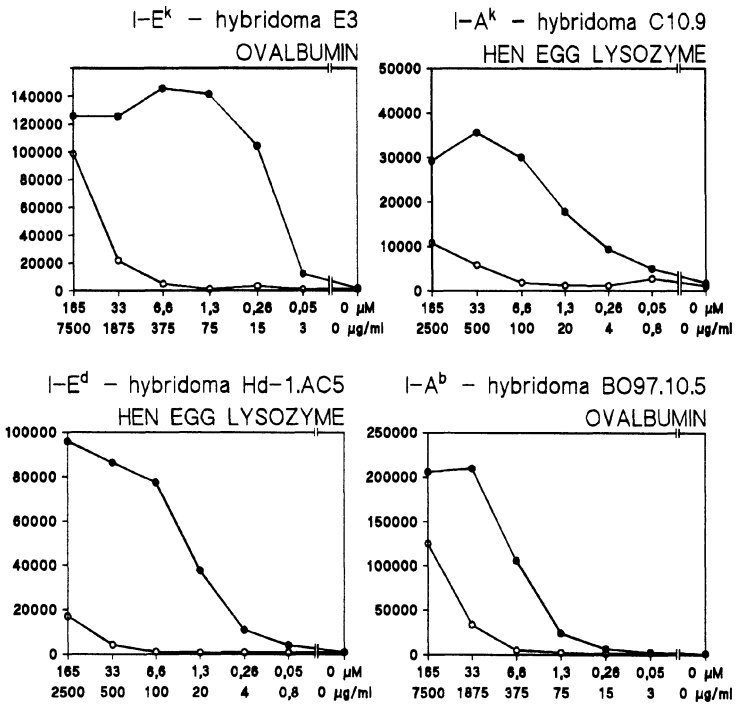 I-Eᵏ - hybridoma E3
OVALBUMIN
140000
120000
100000
80000
60000
40000
20000
0
165 33 6,6 1,3 0,26 0,05 0 µM
7500 1875 375 75 15 3 0 µg/ml
I-Aᵏ - hybridoma C10.9
HEN EGG LYSOZYME
50000
40000
30000
20000
10000
0
165 33 6,6 1,3 0,26 0,05 0 µM
2500 500 100 20 4 0,8 0 µg/ml
I-Eᵈ - hybridoma Hd-1.AC5
HEN EGG LYSOZYME
100000
80000
60000
40000
20000
0
165 33 6,6 1,3 0,26 0,05 0 µM
2500 500 100 20 4 0,8 0 µg/ml
I-Aᵇ - hybridoma BO97.10.5
OVALBUMIN
250000
200000
150000
100000
50000
0
165 33 6,6 1,3 0,26 0,05 0 µM
7500 1875 375 75 15 3 0 µg/ml